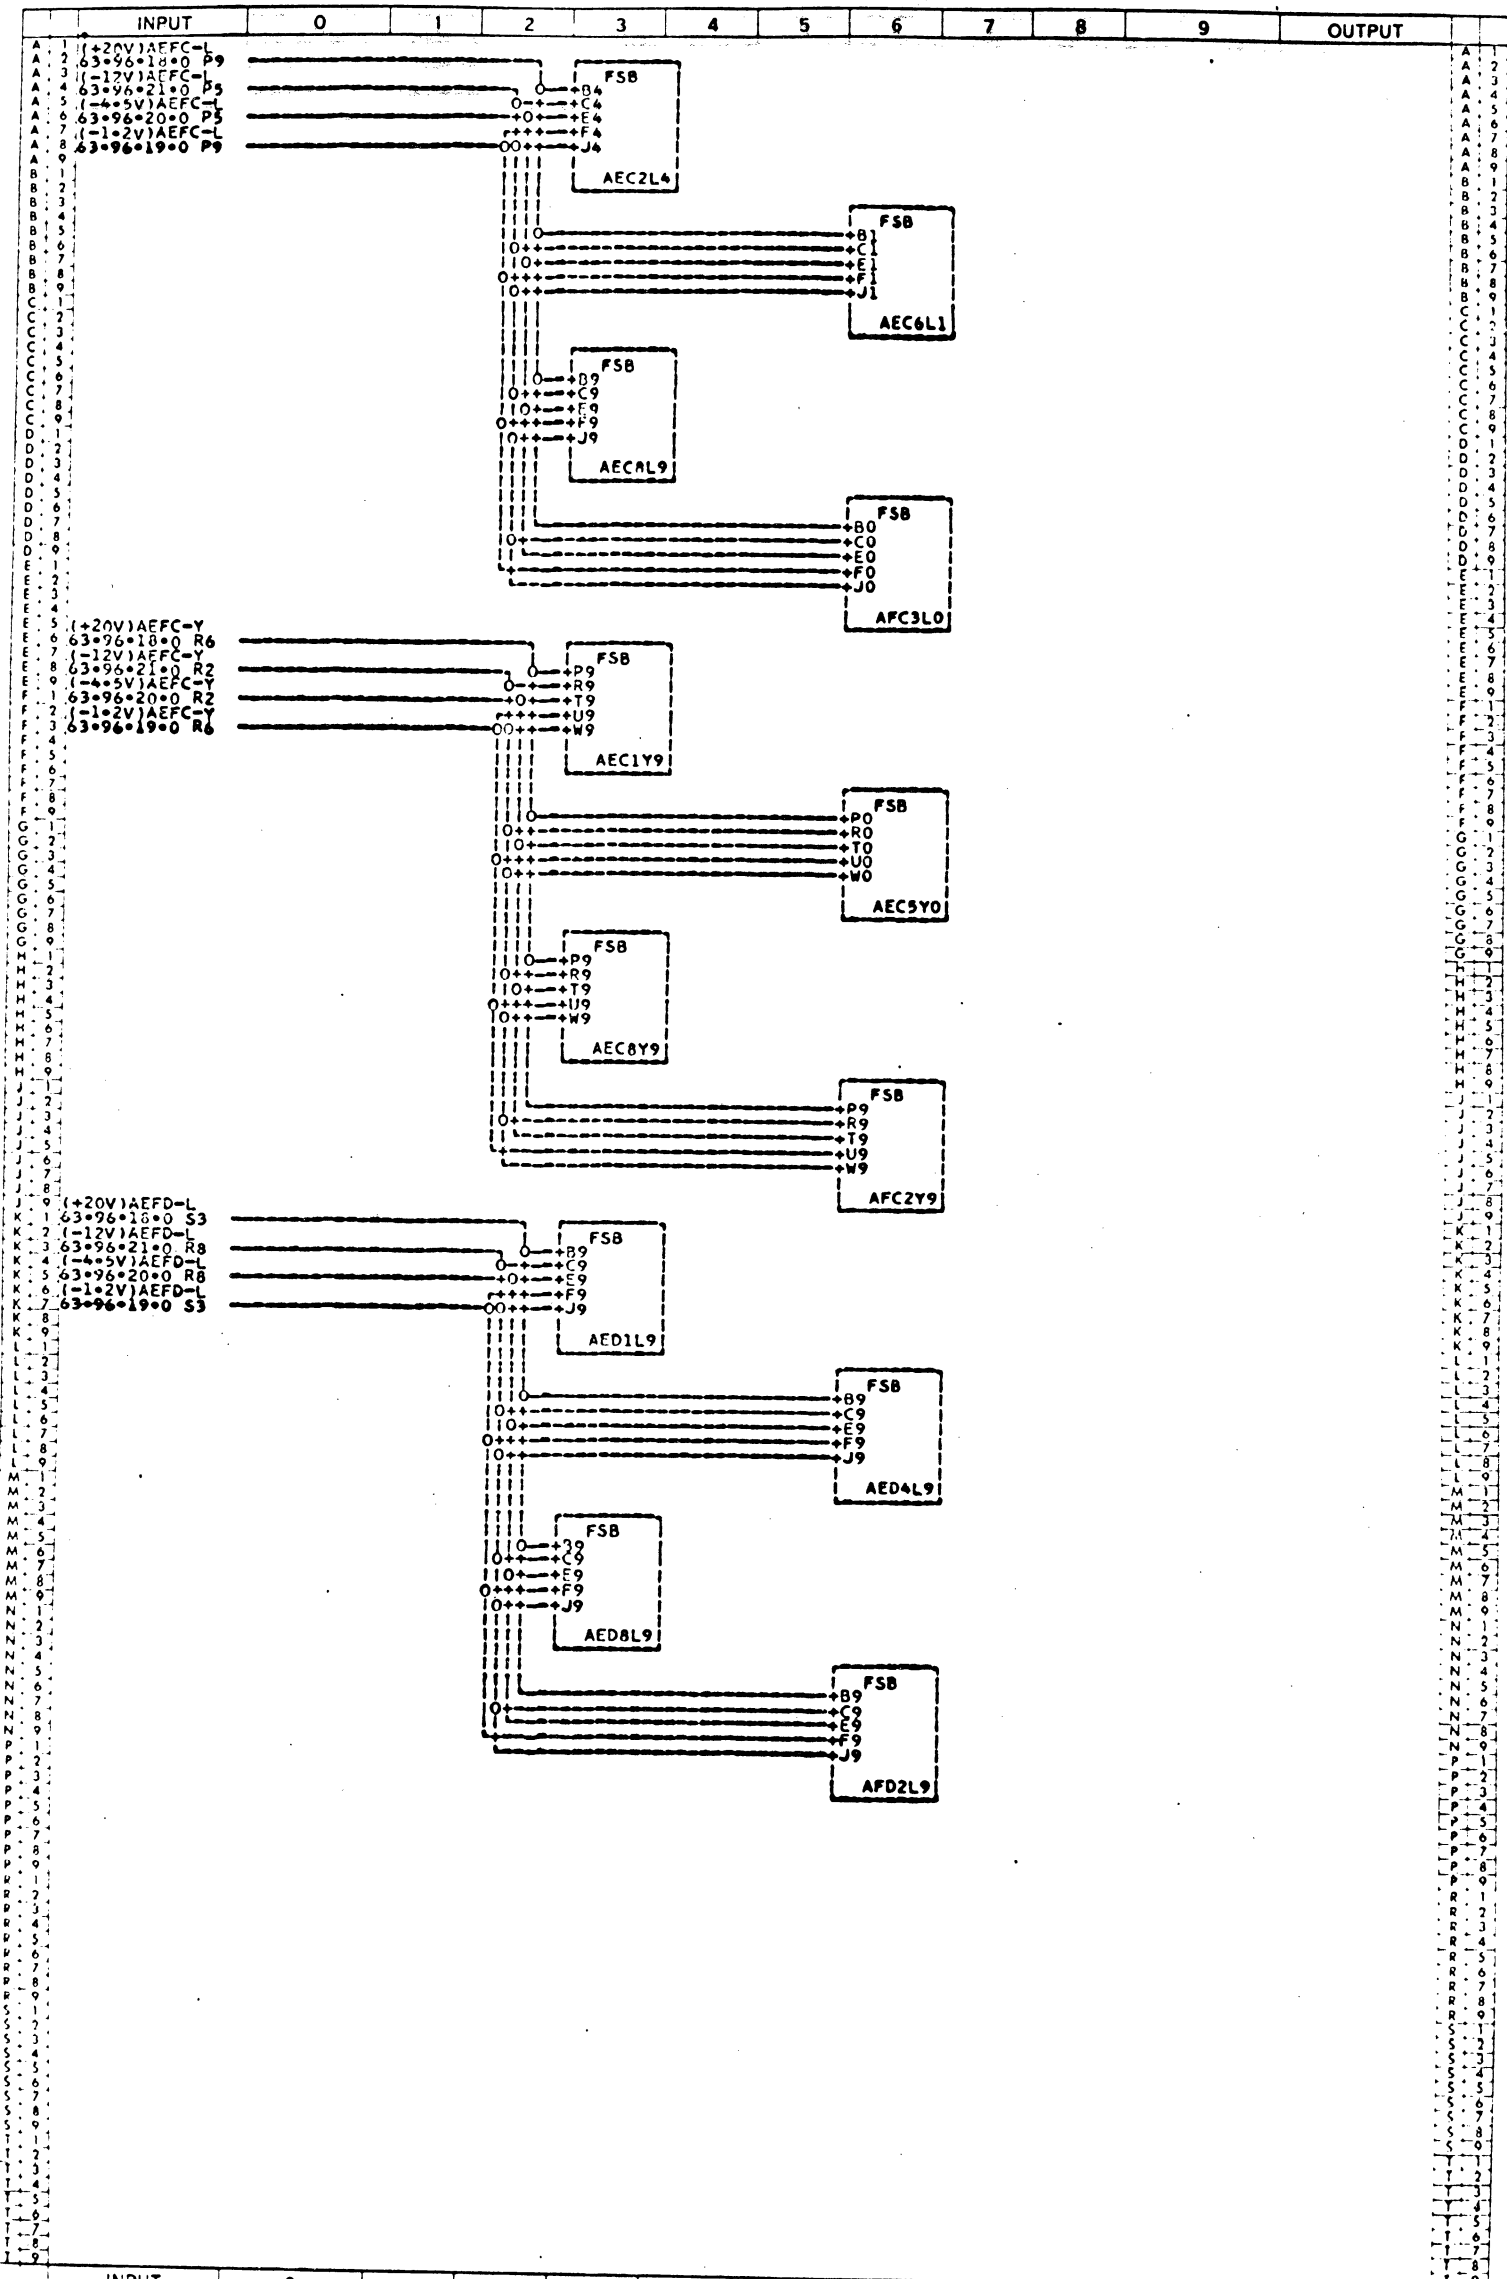 INPUT 0 1 2 3 4 5 6 7 8 9 OUTPUT
(+20V)AEFC-L
63•96•18•0 P9
(-12V)AEFC-L
63•96•21•0 P5
(-4•5V)AEFC-L
63•96•20•0 P5
(-1•2V)AEFC-L
63•96•19•0 P9
FSB
B4
C4
E4
F4
J4
AEC2L4
FSB
B1
C1
E1
F1
J1
AEC6L1
FSB
B9
C9
E9
F9
J9
AEC8L9
FSB
B0
C0
E0
F0
J0
AFC3L0
(+20V)AEFC-Y
63•96•18•0 R6
(-12V)AEFC-Y
63•96•21•0 R2
(-4•5V)AEFC-Y
63•96•20•0 R2
(-1•2V)AEFC-Y
63•96•19•0 R6
FSB
P9
R9
T9
U9
W9
AEC1Y9
FSB
P0
R0
T0
U0
W0
AEC5Y0
FSB
P9
R9
T9
U9
W9
AEC8Y9
FSB
P9
R9
T9
U9
W9
AFC2Y9
(+20V)AEFD-L
63•96•18•0 S3
(-12V)AEFD-L
63•96•21•0 R8
(-4•5V)AEFD-L
63•96•20•0 R8
(-1•2V)AEFD-L
63•96•19•0 S3
FSB
B9
C9
E9
F9
J9
AED1L9
FSB
B9
C9
E9
F9
J9
AED4L9
FSB
B9
C9
E9
F9
J9
AED8L9
FSB
B9
C9
E9
F9
J9
AFD2L9